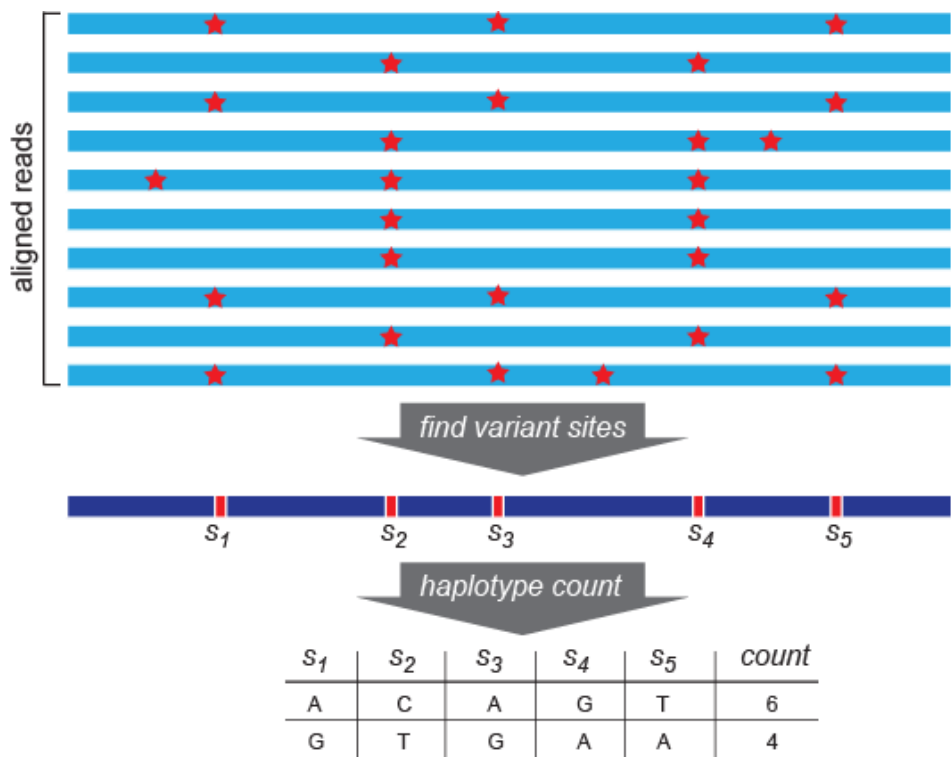 aligned reads
find variant sites
s1 s2 s3 s4 s5
haplotype count
s1 s2 s3 s4 s5 count
A C A G T 6
G T G A A 4